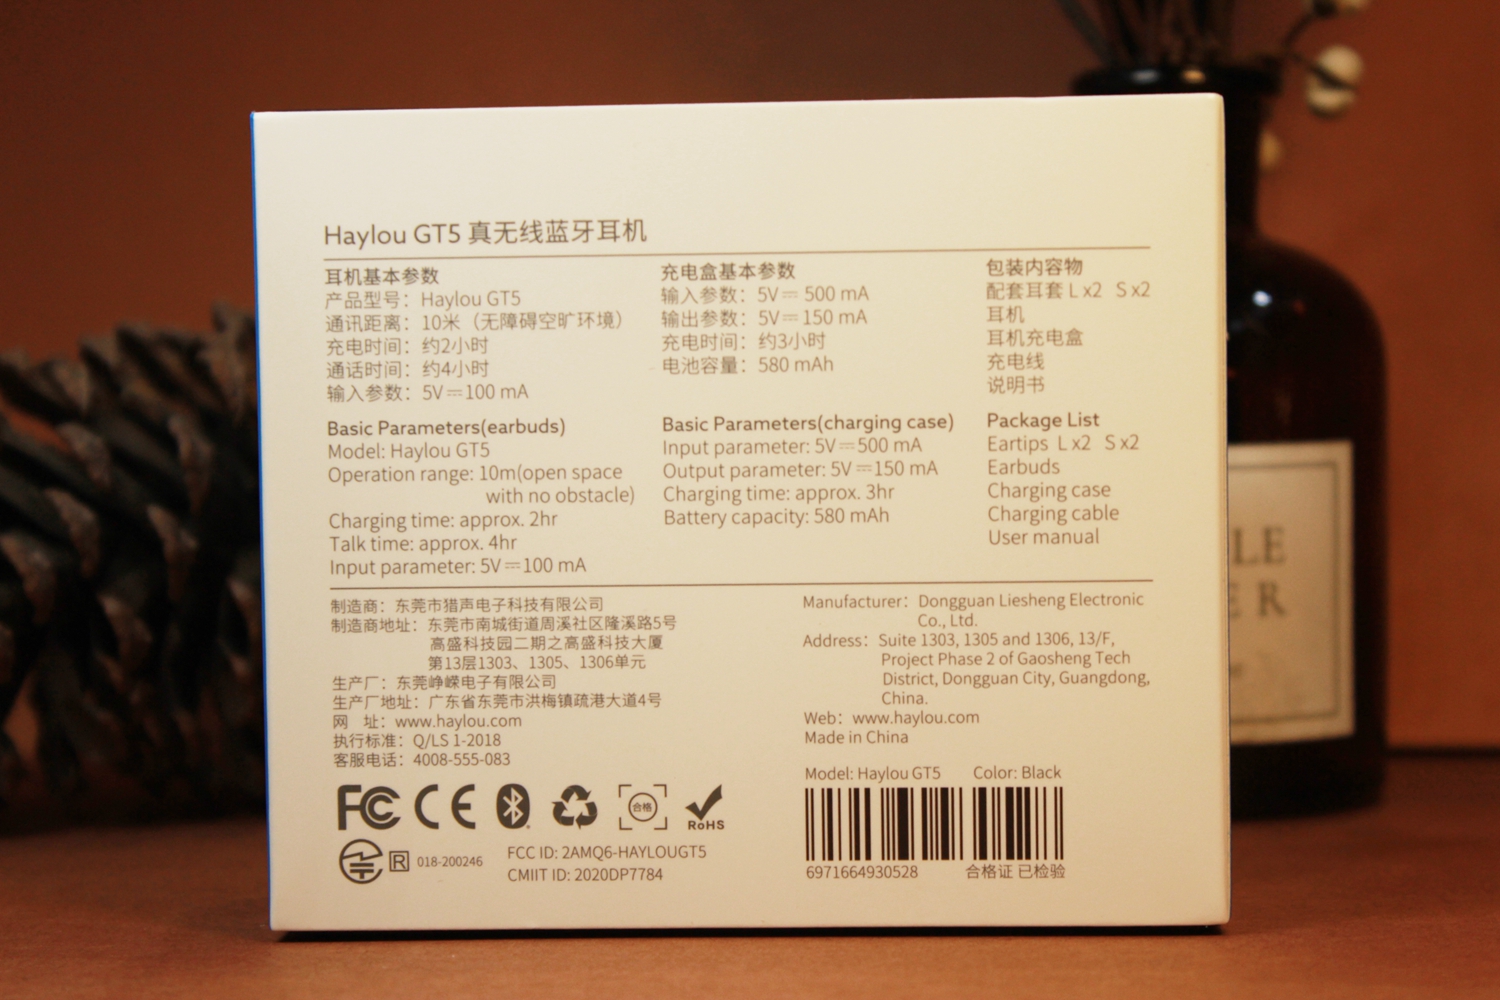 Haylou GT5 真无线蓝牙耳机
耳机基本参数
产品型号：Haylou GT5
通讯距离：10米（无障碍空旷环境）
充电时间：约2小时
通话时间：约4小时
输入参数：5V⎓100 mA
充电盒基本参数
输入参数：5V⎓500 mA
输出参数：5V⎓150 mA
充电时间：约3小时
电池容量：580 mAh
包装内容物
配套耳套 L x2 S x2
耳机
耳机充电盒
充电线
说明书
Basic Parameters(earbuds)
Model: Haylou GT5
Operation range: 10m(open space
with no obstacle)
Charging time: approx. 2hr
Talk time: approx. 4hr
Input parameter: 5V⎓100 mA
Basic Parameters(charging case)
Input parameter: 5V⎓500 mA
Output parameter: 5V⎓150 mA
Charging time: approx. 3hr
Battery capacity: 580 mAh
Package List
Eartips L x2 S x2
Earbuds
Charging case
Charging cable
User manual
制造商：东莞市猎声电子科技有限公司
制造商地址：东莞市南城街道周溪社区隆溪路5号
高盛科技园二期之高盛科技大厦
第13层1303、1305、1306单元
生产厂：东莞峥嵘电子有限公司
生产厂地址：广东省东莞市洪梅镇疏港大道4号
网 址：www.haylou.com
执行标准：Q/LS 1-2018
客服电话：4008-555-083
Manufacturer：Dongguan Liesheng Electronic
Co., Ltd.
Address：Suite 1303, 1305 and 1306, 13/F,
Project Phase 2 of Gaosheng Tech
District, Dongguan City, Guangdong,
China.
Web：www.haylou.com
Made in China
Model: Haylou GT5 Color: Black
6971664930528 合格证 已检验
FC CE 合格 RoHS
R 018-200246
FCC ID: 2AMQ6-HAYLOUGT5
CMIIT ID: 2020DP7784
LE
ER